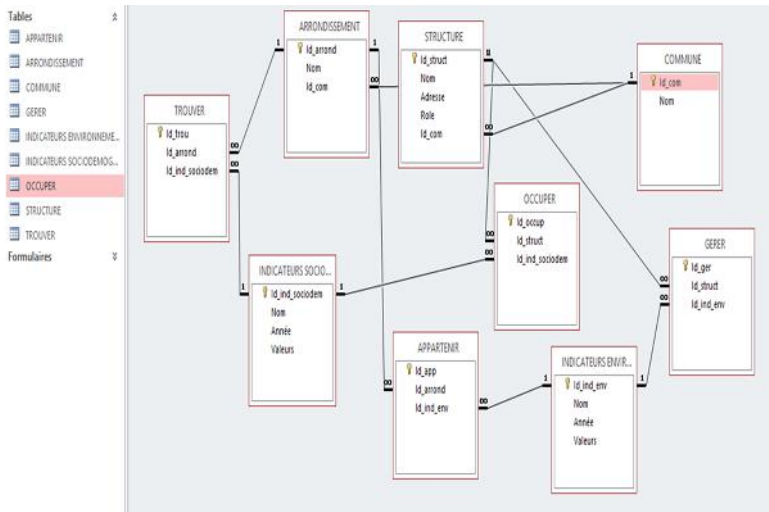 Tables
APPARTENIR
ARRONDISSEMENT
COMMUNE
GERER
INDICATEURS ENVIRONNEME...
INDICATEURS SOCIODEMOG...
OCCUPER
STRUCTURE
TROUVER
Formulaires
ARRONDISSEMENT
Id_arrond
Nom
Id_com
STRUCTURE
Id_struct
Nom
Adresse
Role
Id_com
COMMUNE
Id_com
Nom
TROUVER
Id_trou
Id_arrond
Id_ind_sociodem
OCCUPER
Id_occup
Id_struct
Id_ind_sociodem
GERER
Id_ger
Id_struct
Id_ind_env
INDICATEURS SOCIO...
Id_ind_sociodem
Nom
Année
Valeurs
APPARTENIR
Id_app
Id_arrond
Id_ind_env
INDICATEURS ENVIR...
Id_ind_env
Nom
Année
Valeurs